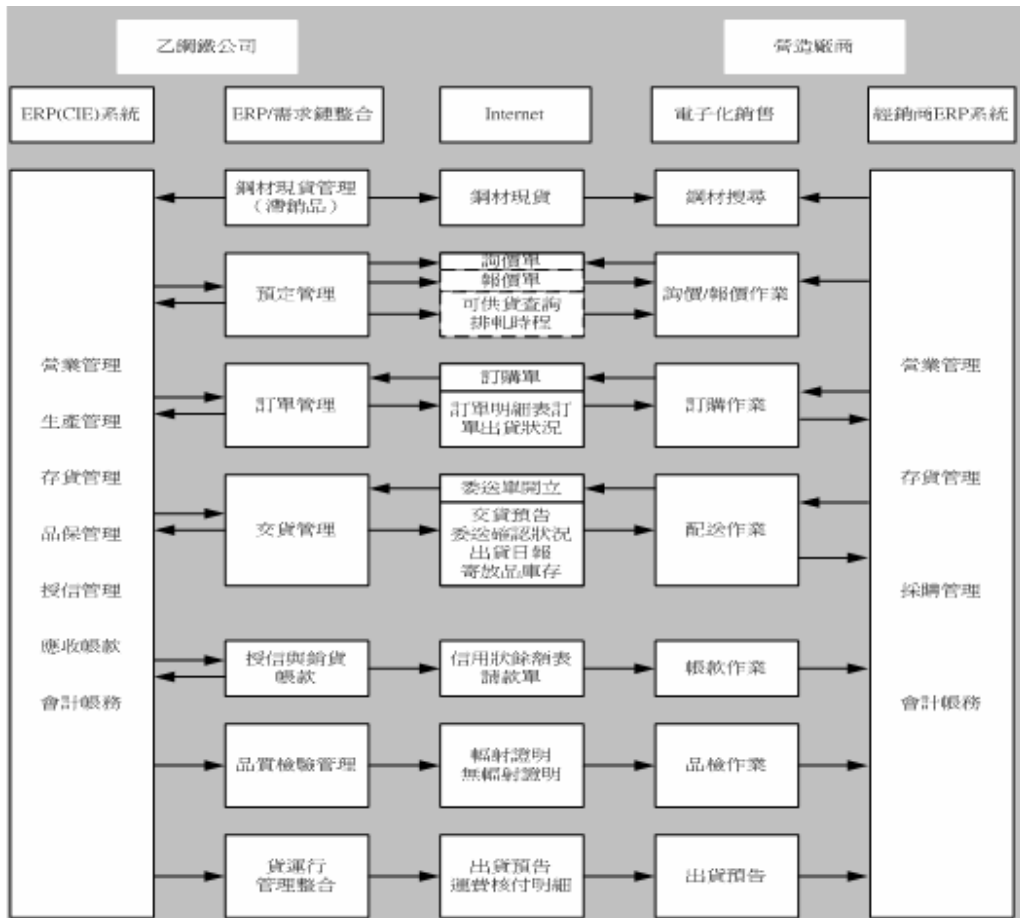 乙鋼鐵公司
營造廠商
ERP(CIE)系統
ERP/需求鏈整合
Internet
電子化銷售
經銷商ERP系統
鋼材現貨管理
（滯銷品）
鋼材現貨
鋼材搜尋
預定管理
詢價單
報價單
可供貨查詢
排軋時程
詢價/報價作業
訂單管理
訂購單
訂單明細表訂
單出貨狀況
訂購作業
交貨管理
委送單開立
交貨預告
委送確認狀況
出貨日報
寄放品庫存
配送作業
授信與銷貨
帳款
信用狀餘額表
請款單
帳款作業
品質檢驗管理
輻射證明
無輻射證明
品檢作業
貨運行
管理整合
出貨預告
運費核付明細
出貨預告
營業管理
生產管理
存貨管理
品保管理
授信管理
應收帳款
會計帳務
營業管理
存貨管理
採購管理
會計帳務